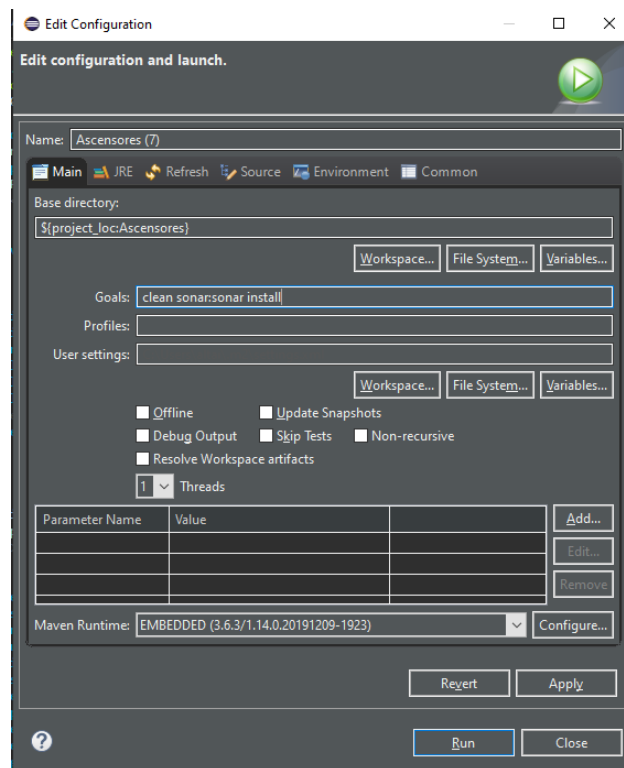 Edit Configuration
Edit configuration and launch.
Name: Ascensores (7)
Main JRE Refresh Source Environment Common
Base directory:
${project_loc:Ascensores}
Workspace... File System... Variables...
Goals: clean sonar:sonar install
Profiles:
User settings:
Workspace... File System... Variables...
Offline Update Snapshots
Debug Output Skip Tests Non-recursive
Resolve Workspace artifacts
1 Threads
Parameter Name Value Add...
Edit...
Remove
Maven Runtime: EMBEDDED (3.6.3/1.14.0.20191209-1923) Configure...
Revert Apply
? Run Close